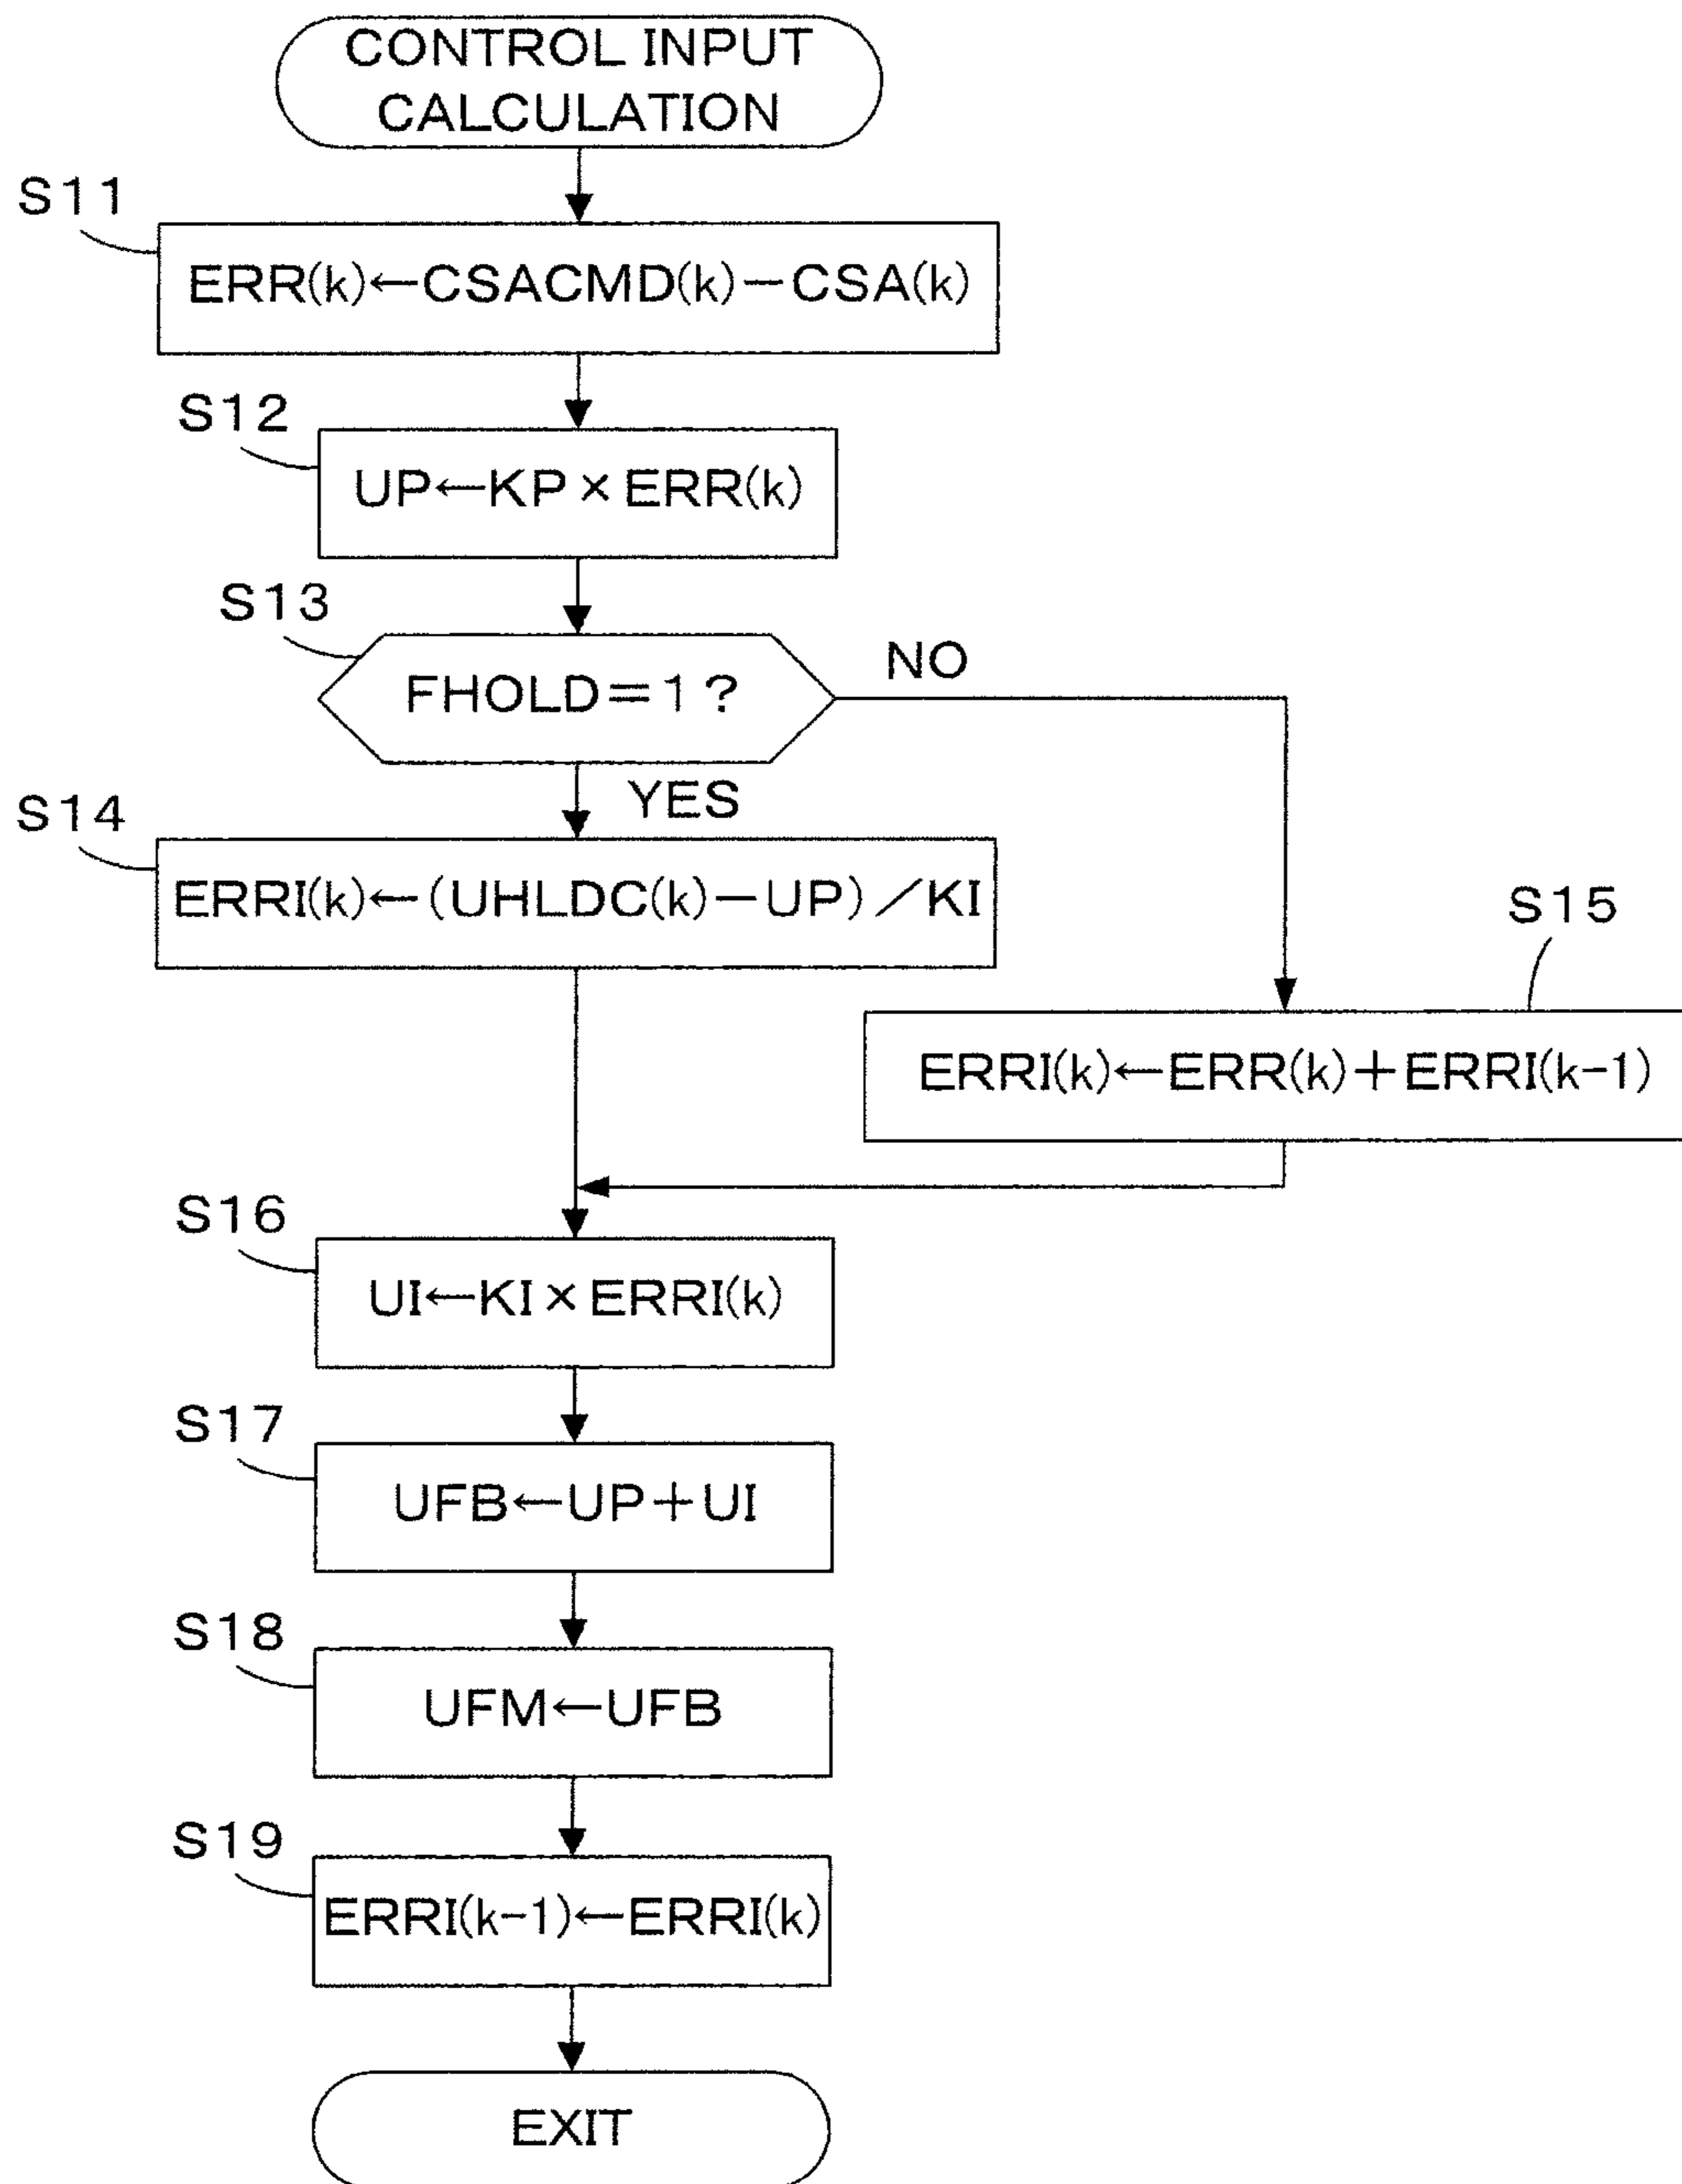 CONTROL INPUT
CALCULATION
S11
ERR(k)←CSACMD(k)−CSA(k)
S12
UP←KP×ERR(k)
S13
FHOLD=1?
NO
YES
S14
ERRI(k)←(UHLDC(k)−UP)/KI
S15
ERRI(k)←ERR(k)+ERRI(k-1)
S16
UI←KI×ERRI(k)
S17
UFB←UP+UI
S18
UFM←UFB
S19
ERRI(k-1)←ERRI(k)
EXIT